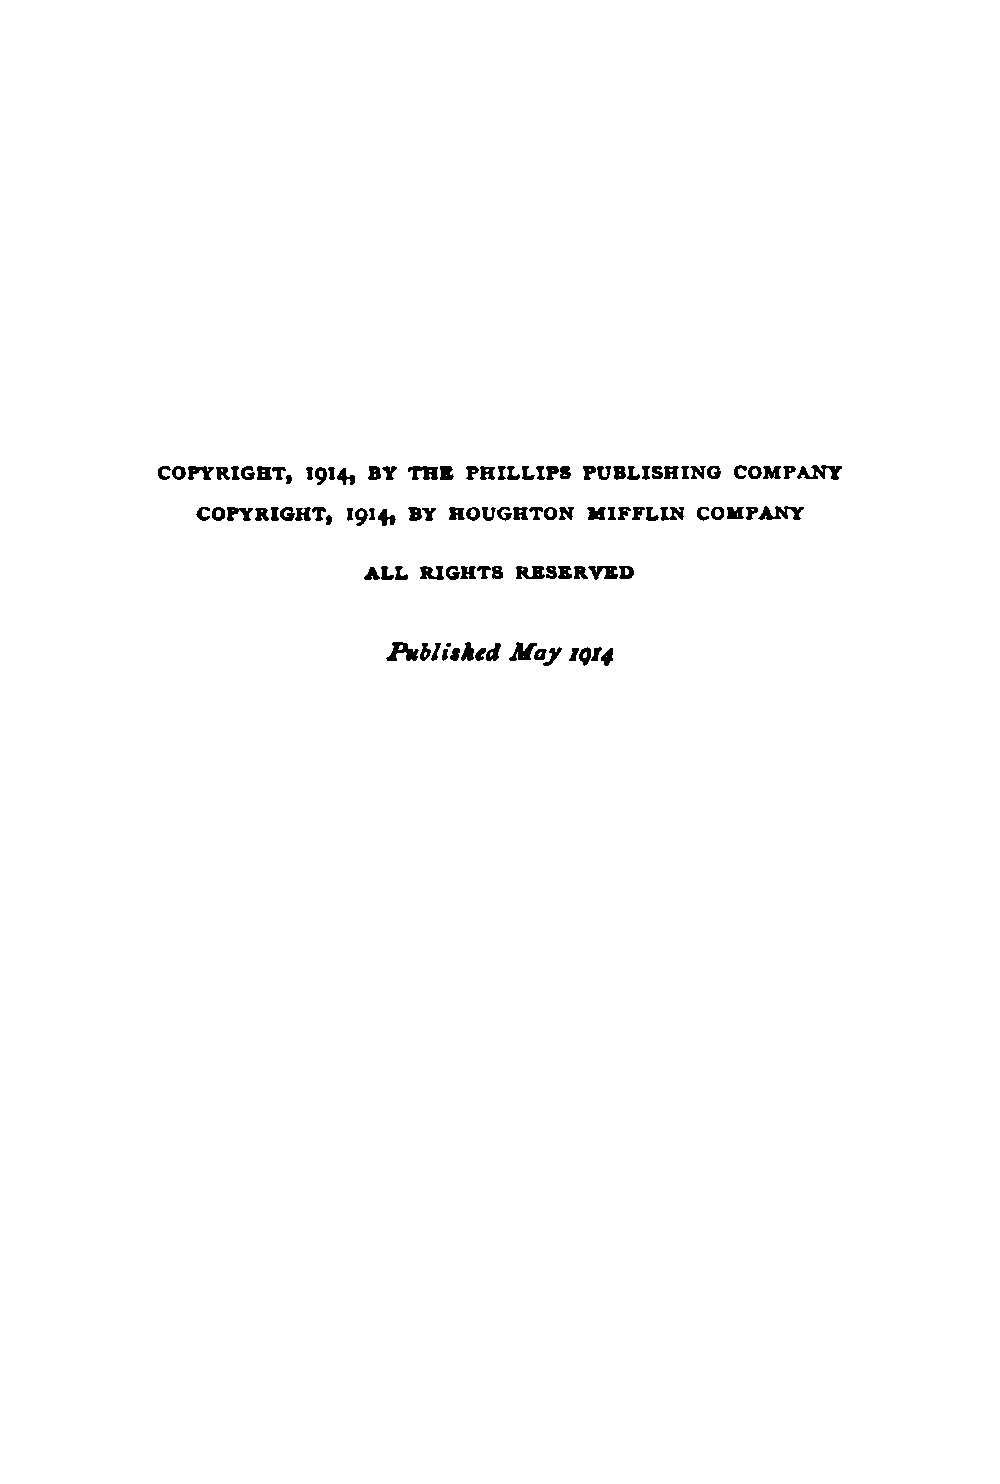 COPYRIGHT, 1914, BY THE PHILLIPS PUBLISHING COMPANY
COPYRIGHT, 1914, BY HOUGHTON MIFFLIN COMPANY
ALL RIGHTS RESERVED
Published May 1914